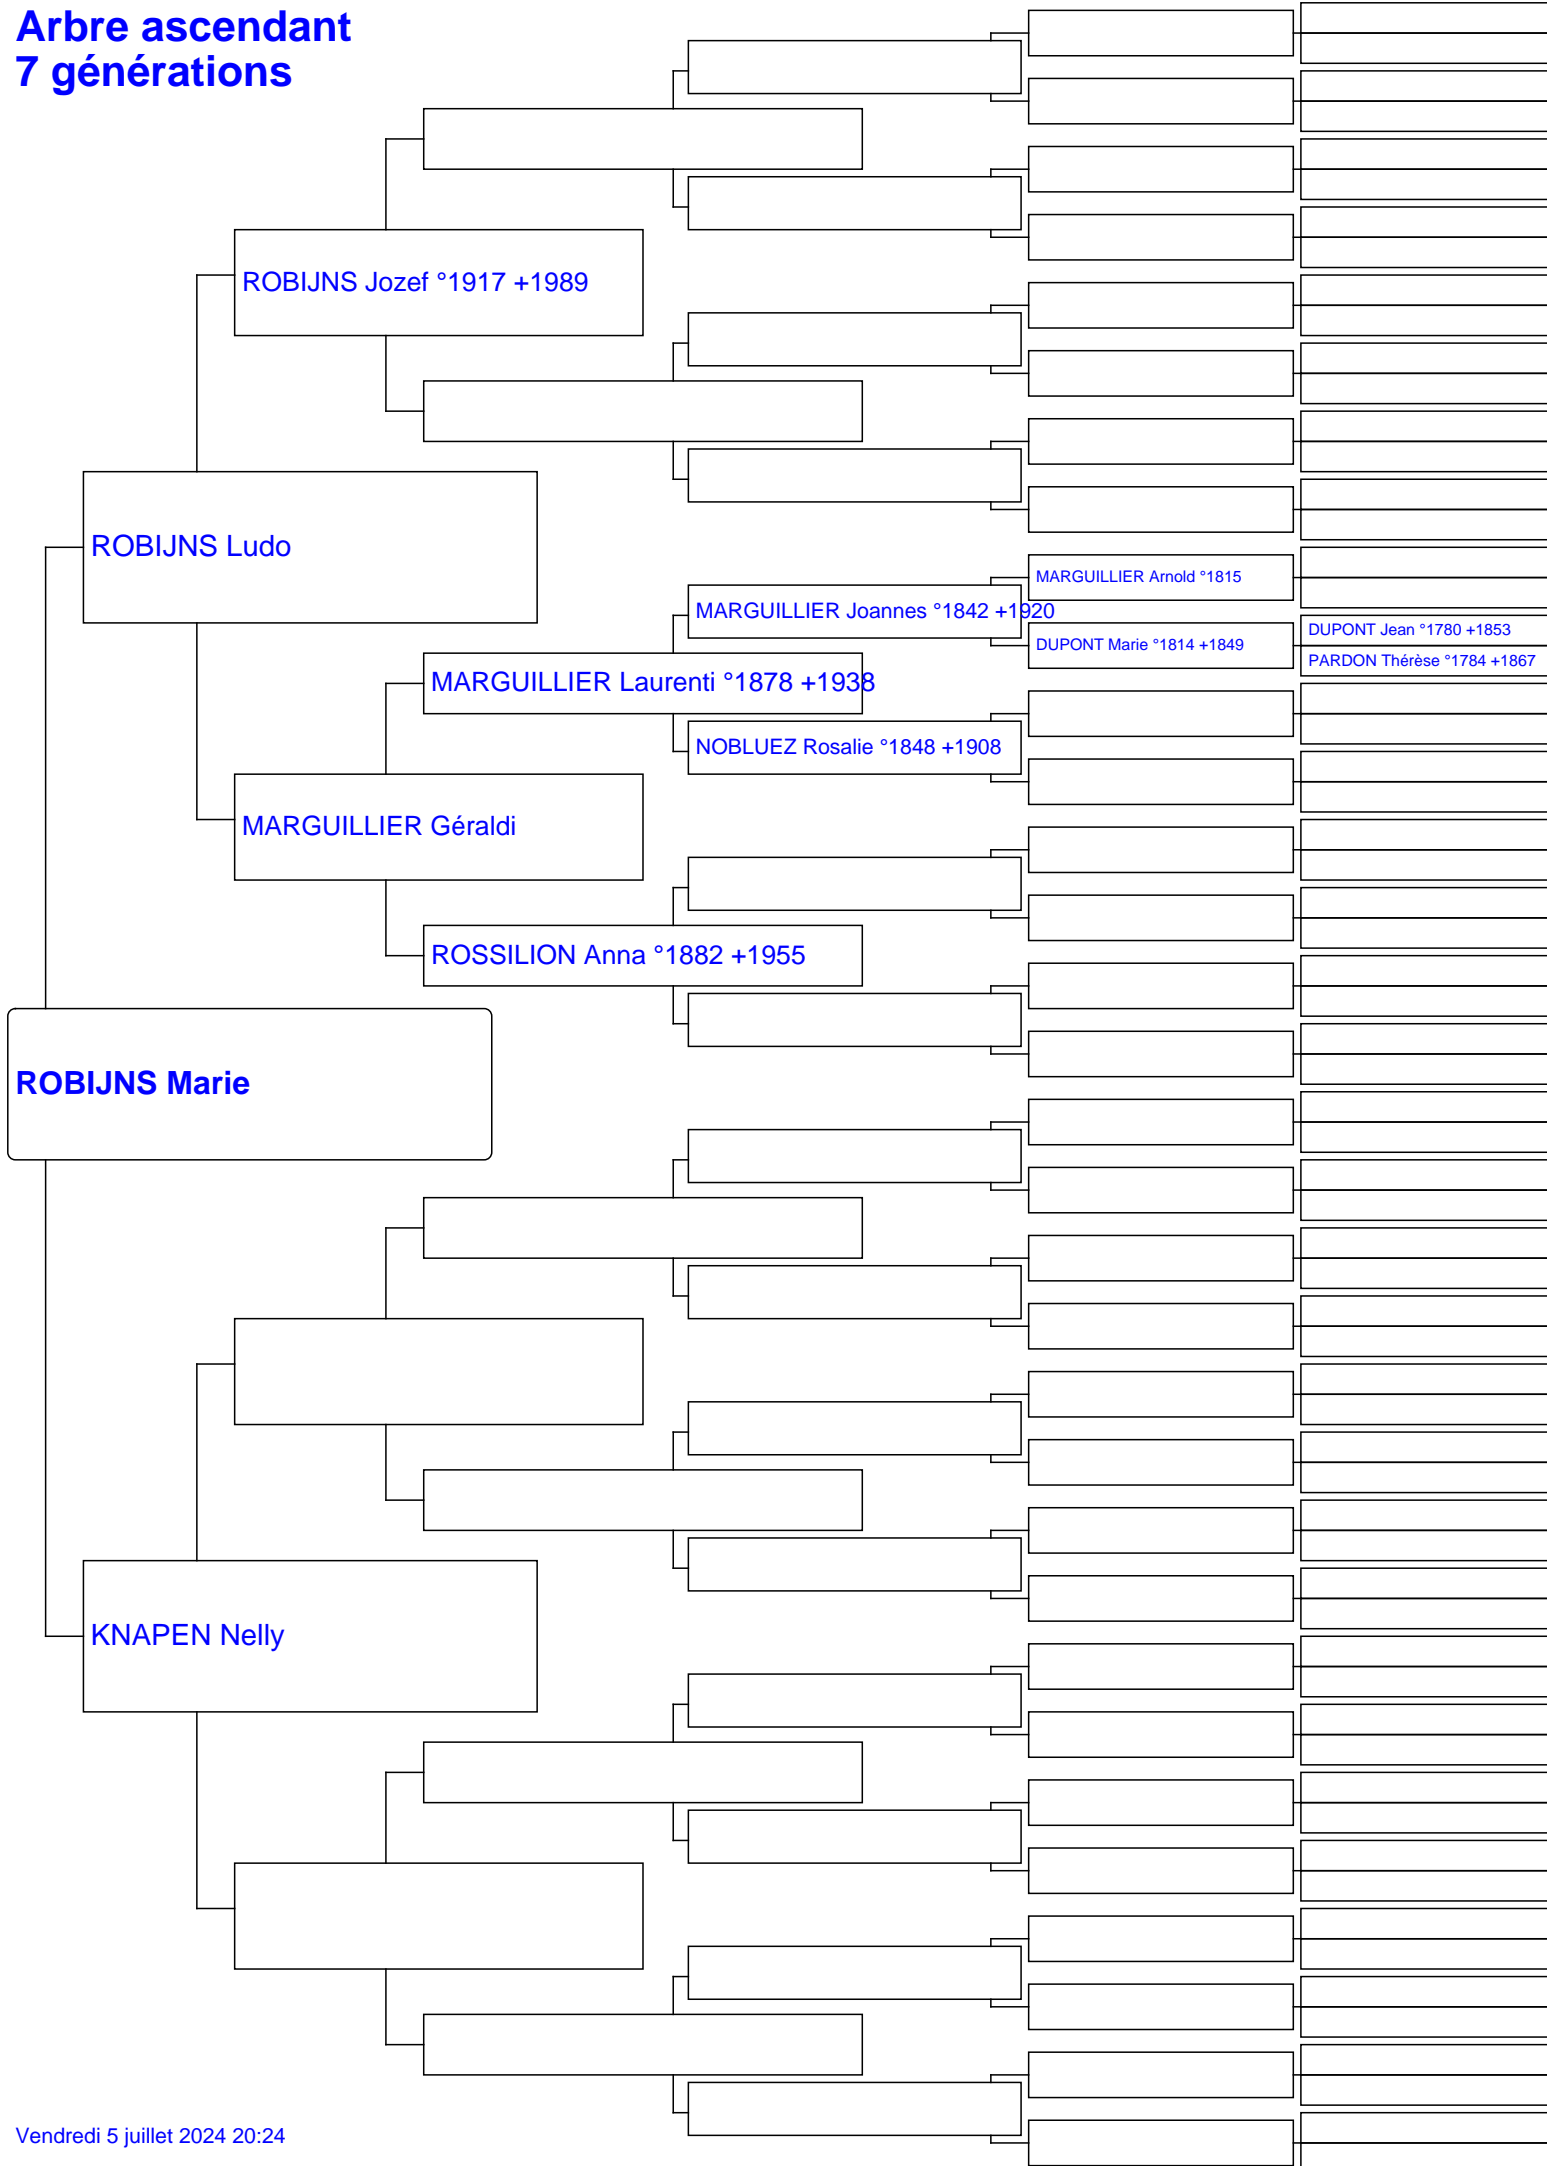 Arbre ascendant
7 générations
ROBIJNS Jozef °1917 +1989
ROBIJNS Ludo
MARGUILLIER Arnold °1815
MARGUILLIER Joannes °1842 +1920
DUPONT Jean °1780 +1853
DUPONT Marie °1814 +1849
PARDON Thérèse °1784 +1867
MARGUILLIER Laurenti °1878 +1938
NOBLUEZ Rosalie °1848 +1908
MARGUILLIER Géraldi
ROSSILION Anna °1882 +1955
ROBIJNS Marie
KNAPEN Nelly
Vendredi 5 juillet 2024 20:24